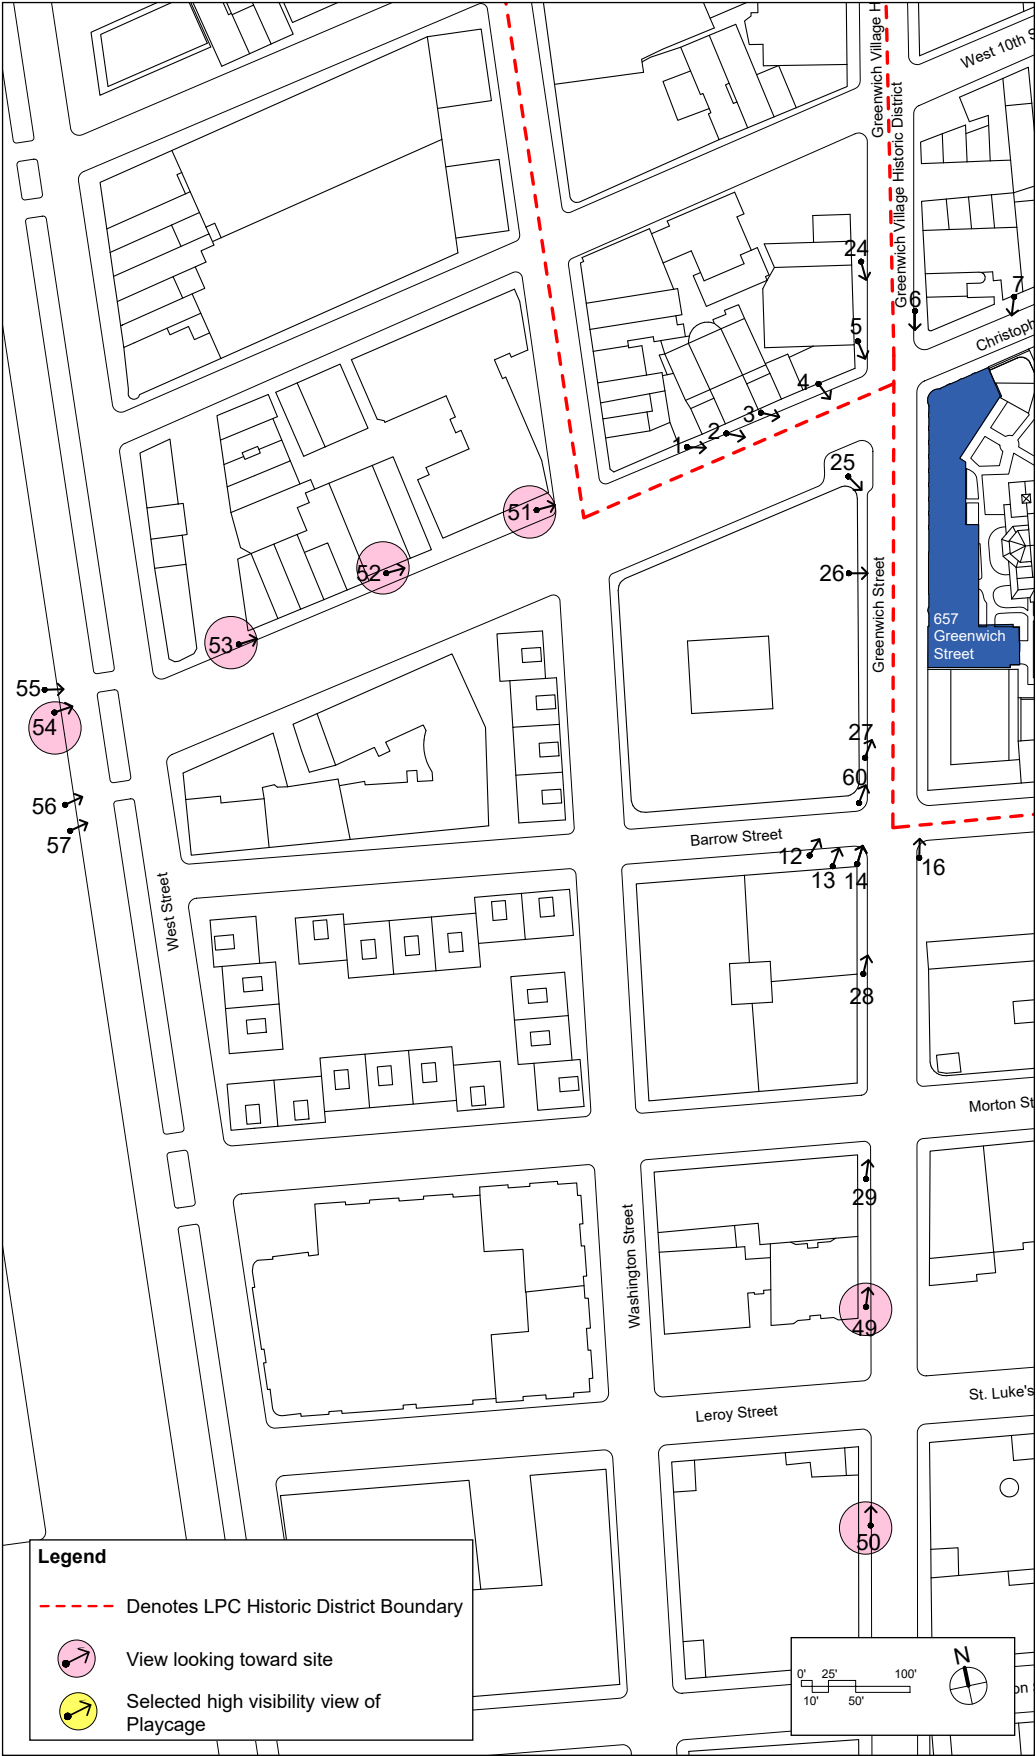 Greenwich Village H
Greenwich Village Historic District
West 10th S
24
6
7
Christoph
5
4
3
2
1
25
51
52
26
Greenwich Street
53
657
Greenwich
Street
55
54
27
60
56
57
Barrow Street
12
13
14
16
West Street
28
Morton St
29
Washington Street
49
St. Luke's
Leroy Street
50
Legend
Denotes LPC Historic District Boundary
View looking toward site
Selected high visibility view of
Playcage
N
0' 25' 100'
10' 50'
on